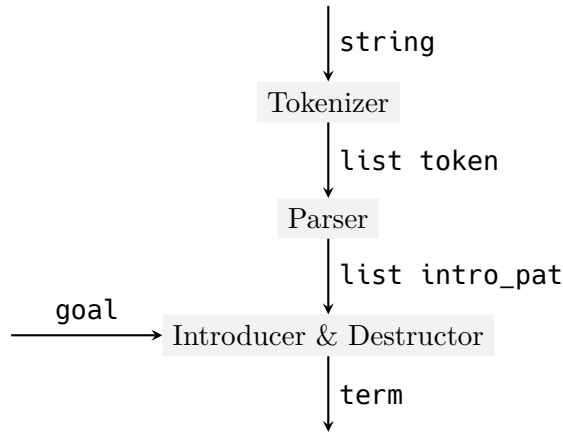 string
Tokenizer
list token
Parser
list intro_pat
goal
Introducer & Destructor
term